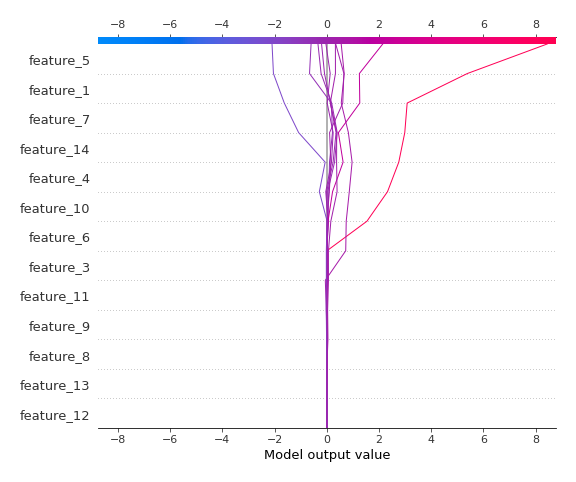 −8 −6 −4 −2 0 2 4 6 8
feature_5
feature_1
feature_7
feature_14
feature_4
feature_10
feature_6
feature_3
feature_11
feature_9
feature_8
feature_13
feature_12
−8 −6 −4 −2 0 2 4 6 8
Model output value